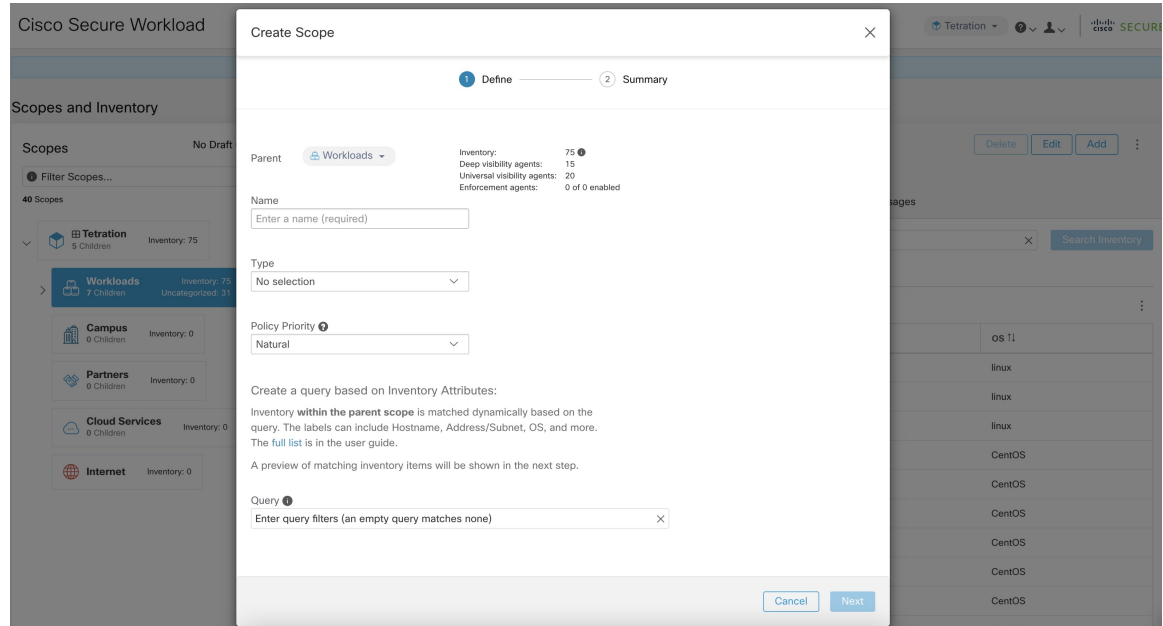 Cisco Secure Workload
Tetration
cisco SECURE
Scopes and Inventory
Scopes
No Draft
Filter Scopes...
40 Scopes
Tetration
5 Children
Inventory: 75
Workloads
7 Children
Inventory: 75
Uncategorized: 31
Campus
0 Children
Inventory: 0
Partners
0 Children
Inventory: 0
Cloud Services
0 Children
Inventory: 0
Internet
Inventory: 0
Create Scope
1 Define
2 Summary
Parent
Workloads
Inventory: 75
Deep visibility agents: 15
Universal visibility agents: 20
Enforcement agents: 0 of 0 enabled
Name
Enter a name (required)
Type
No selection
Policy Priority
Natural
Create a query based on Inventory Attributes:
Inventory within the parent scope is matched dynamically based on the
query. The labels can include Hostname, Address/Subnet, OS, and more.
The full list is in the user guide.
A preview of matching inventory items will be shown in the next step.
Query
Enter query filters (an empty query matches none)
Cancel
Next
Delete
Edit
Add
Search Inventory
OS
linux
linux
linux
CentOS
CentOS
CentOS
CentOS
CentOS
CentOS